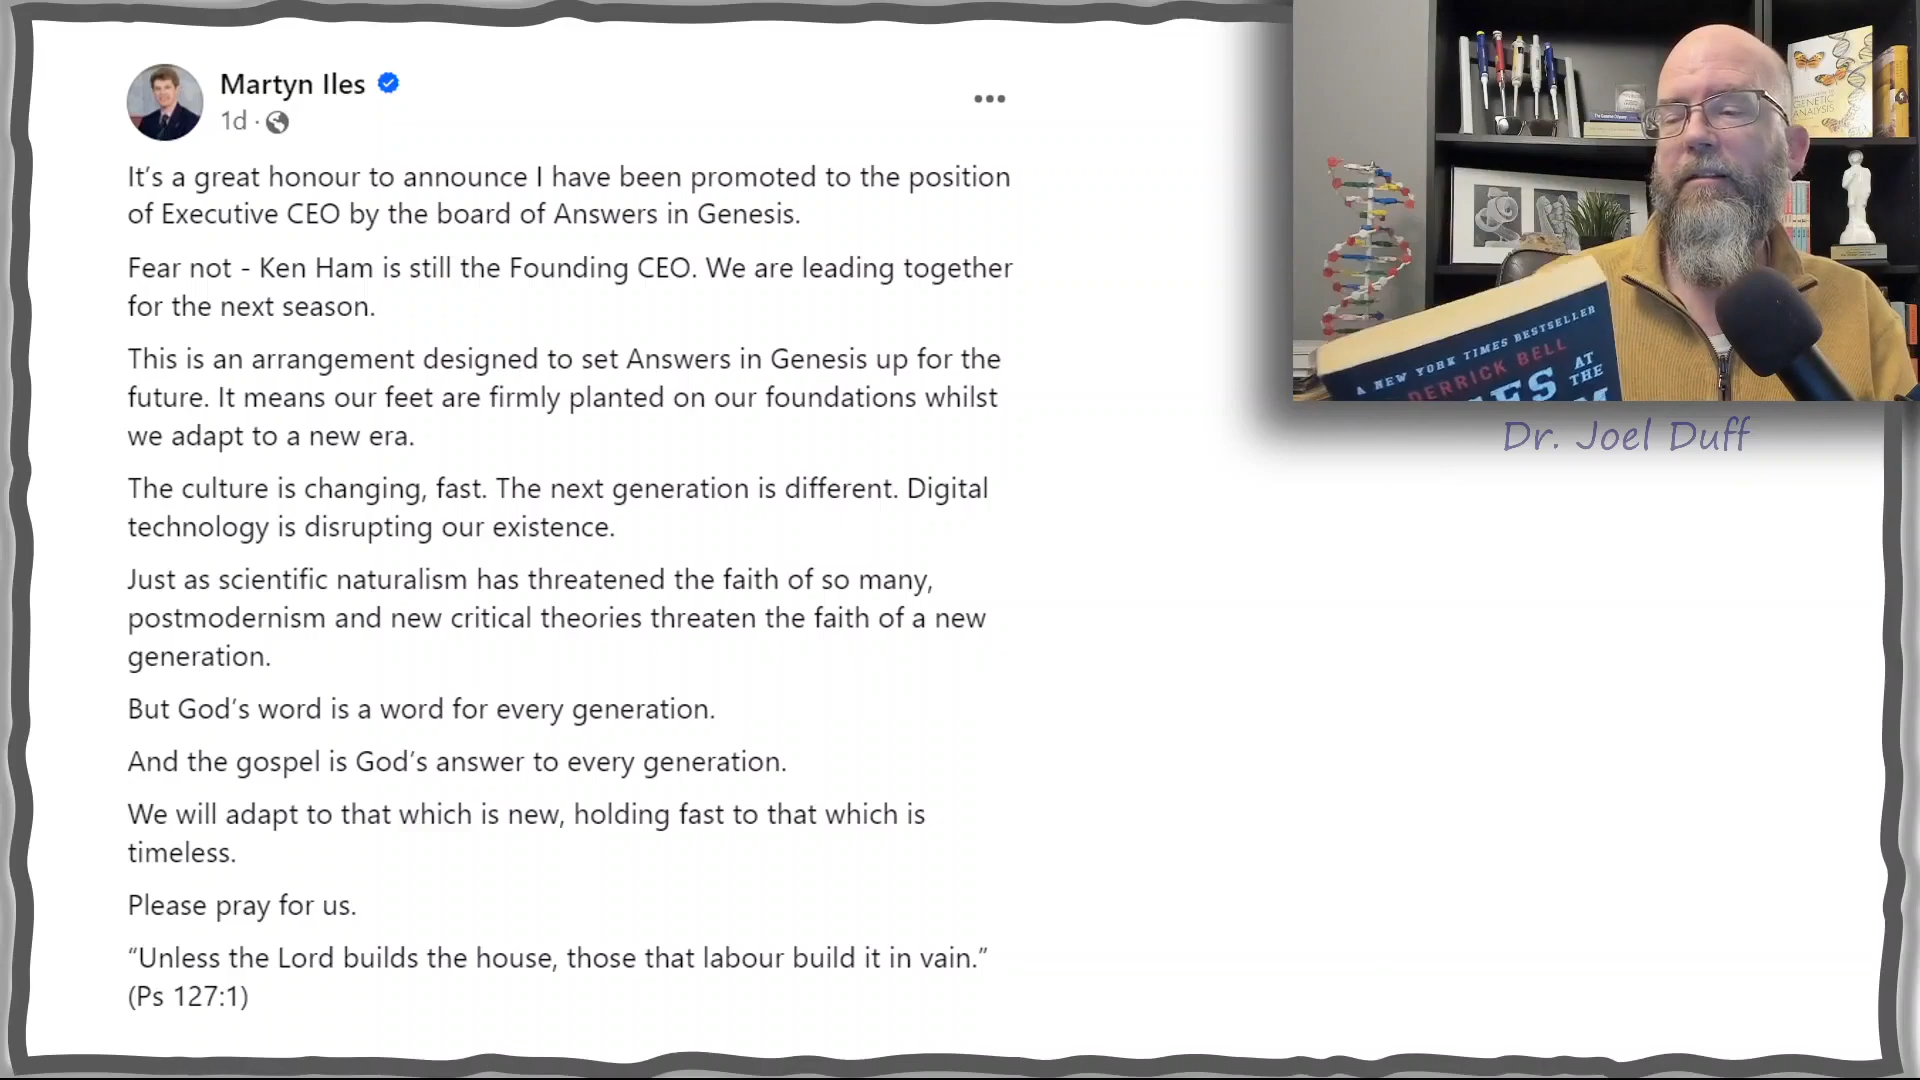 Martyn Iles
1d ·
It’s a great honour to announce I have been promoted to the position
of Executive CEO by the board of Answers in Genesis.
Fear not - Ken Ham is still the Founding CEO. We are leading together
for the next season.
This is an arrangement designed to set Answers in Genesis up for the
future. It means our feet are firmly planted on our foundations whilst
we adapt to a new era.
The culture is changing, fast. The next generation is different. Digital
technology is disrupting our existence.
Just as scientific naturalism has threatened the faith of so many,
postmodernism and new critical theories threaten the faith of a new
generation.
But God’s word is a word for every generation.
And the gospel is God’s answer to every generation.
We will adapt to that which is new, holding fast to that which is
timeless.
Please pray for us.
“Unless the Lord builds the house, those that labour build it in vain.”
(Ps 127:1)
GENETIC
ANALYSIS
A NEW YORK TIMES BESTSELLER
DERRICK BELL
AT
THE
Dr. Joel Duff